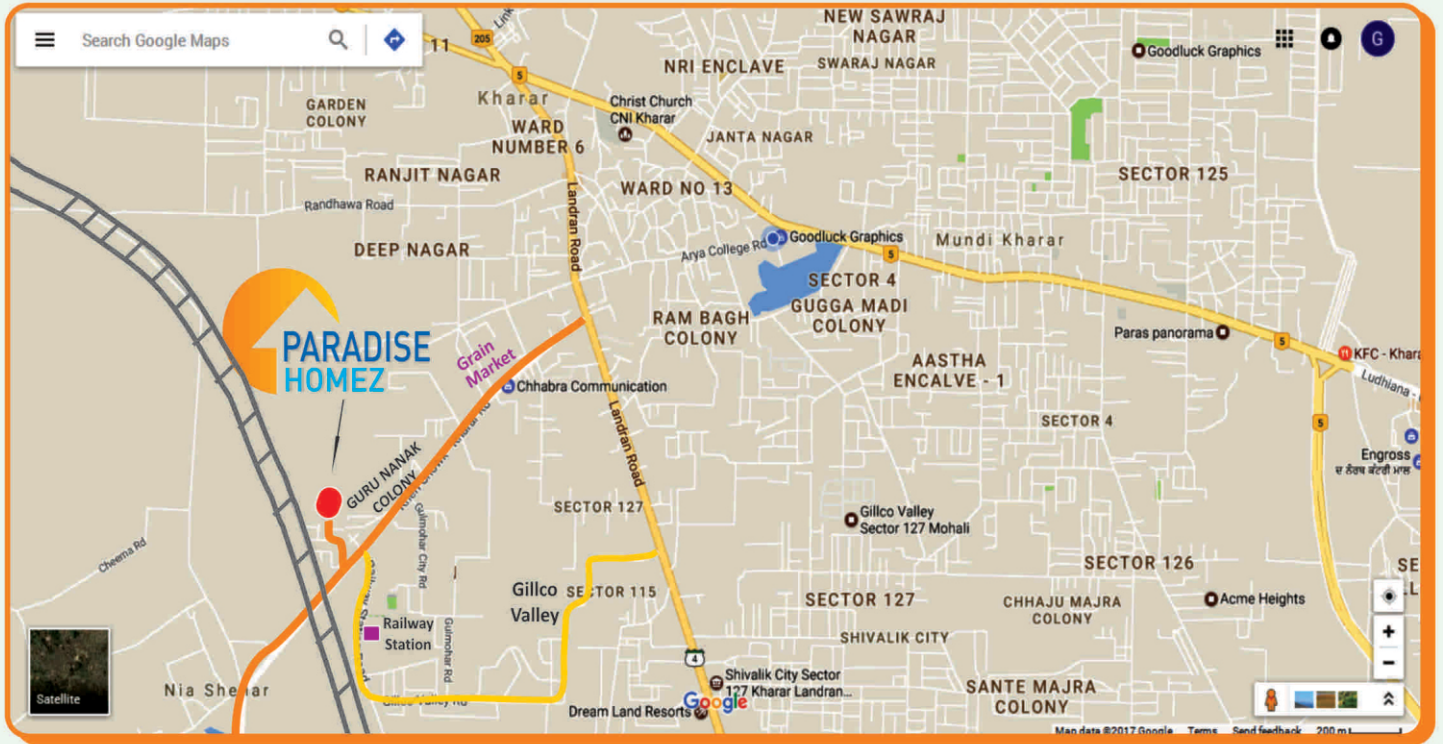 Search Google Maps
11
205
5
Link
G
NEW SAWRAJ
NAGAR
SWARAJ NAGAR
NRI ENCLAVE
Goodluck Graphics
Kharar
GARDEN
COLONY
Christ Church
CNI Kharar
WARD
NUMBER 6
JANTA NAGAR
RANJIT NAGAR
WARD NO 13
SECTOR 125
Randhawa Road
Landran Road
DEEP NAGAR
Arya College Rd
Goodluck Graphics
Mundi Kharar
5
SECTOR 4
GUGGA MADI
COLONY
RAM BAGH
COLONY
PARADISE
HOMEZ
Grain
Market
Paras panorama
5
KFC - Khara
Ludhiana -
AASTHA
ENCALVE - 1
Chhabra Communication
Landran Road
SECTOR 4
5
Engross
ਦ ਨੌਰਥ ਕੰਟਰੀ ਮਾਲ
GURU NANAK
COLONY
Gulmohar City Rd
SECTOR 127
Gillco Valley
Sector 127 Mohali
Cheema Rd
SECTOR 126
SE
Gillco
Valley
SECTOR 115
SECTOR 127
CHHAJU MAJRA
COLONY
Acme Heights
Railway
Station
Gulmohar Rd
SHIVALIK CITY
4
Shivalik City Sector
127 Kharar Landran...
Nia Shehar
Satellite
Gillco Valley Rd
Google
Dream Land Resorts
SANTE MAJRA
COLONY
Map data ©2017 Google Terms Send feedback 200 m